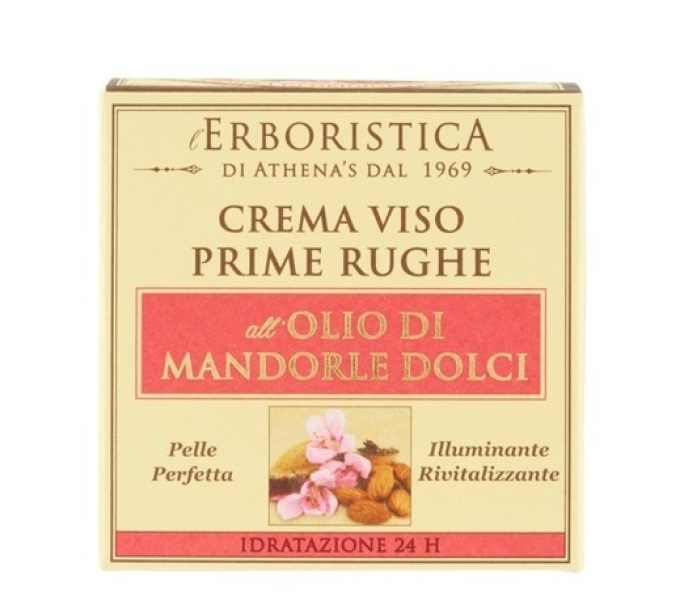 l'ERBORISTICA
DI ATHENA'S DAL 1969
CREMA VISO
PRIME RUGHE
all'OLIO DI
MANDORLE DOLCI
Pelle
Perfetta
Illuminante
Rivitalizzante
IDRATAZIONE 24 H